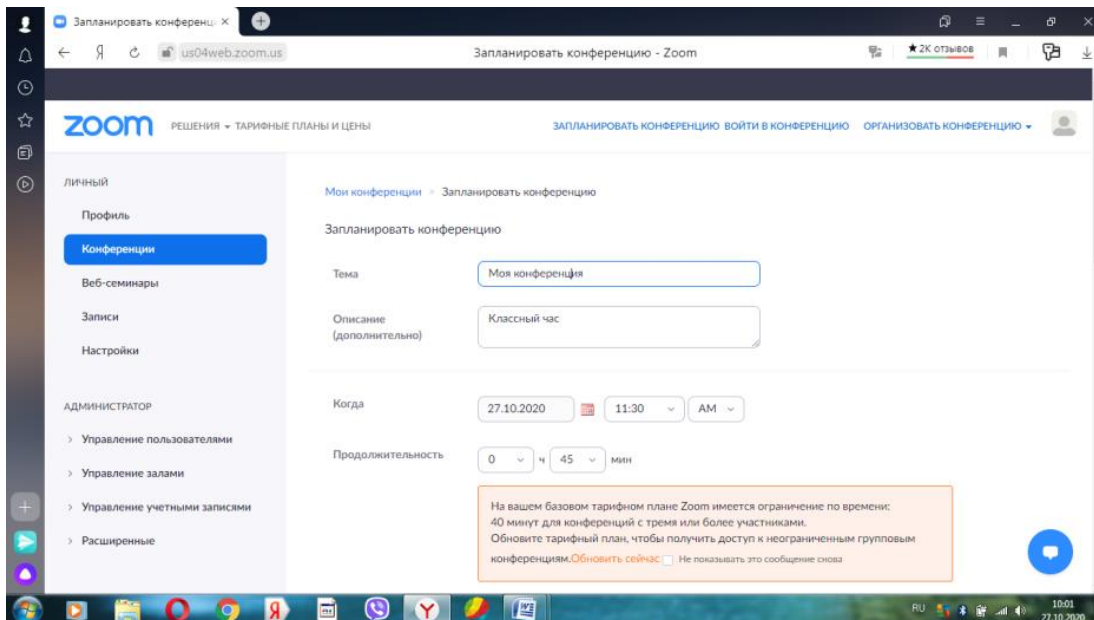 Запланировать конференц
us04web.zoom.us
Запланировать конференцию - Zoom
★ 2K отзывов
zoom
РЕШЕНИЯ
ТАРИФНЫЕ ПЛАНЫ И ЦЕНЫ
ЗАПЛАНИРОВАТЬ КОНФЕРЕНЦИЮ
ВОЙТИ В КОНФЕРЕНЦИЮ
ОРГАНИЗОВАТЬ КОНФЕРЕНЦИЮ
ЛИЧНЫЙ
Профиль
Конференции
Веб-семинары
Записи
Настройки
АДМИНИСТРАТОР
Управление пользователями
Управление залами
Управление учетными записями
Расширенные
Мои конференции > Запланировать конференцию
Запланировать конференцию
Тема
Моя конференция
Описание
(дополнительно)
Классный час
Когда
27.10.2020
11:30
AM
Продолжительность
0 ч 45 мин
На вашем базовом тарифном плане Zoom имеется ограничение по времени:
40 минут для конференций с тремя или более участниками.
Обновите тарифный план, чтобы получить доступ к неограниченным групповым
конференциям.Обновить сейчас Не показывать это сообщение снова
RU
10:01
27.10.2020